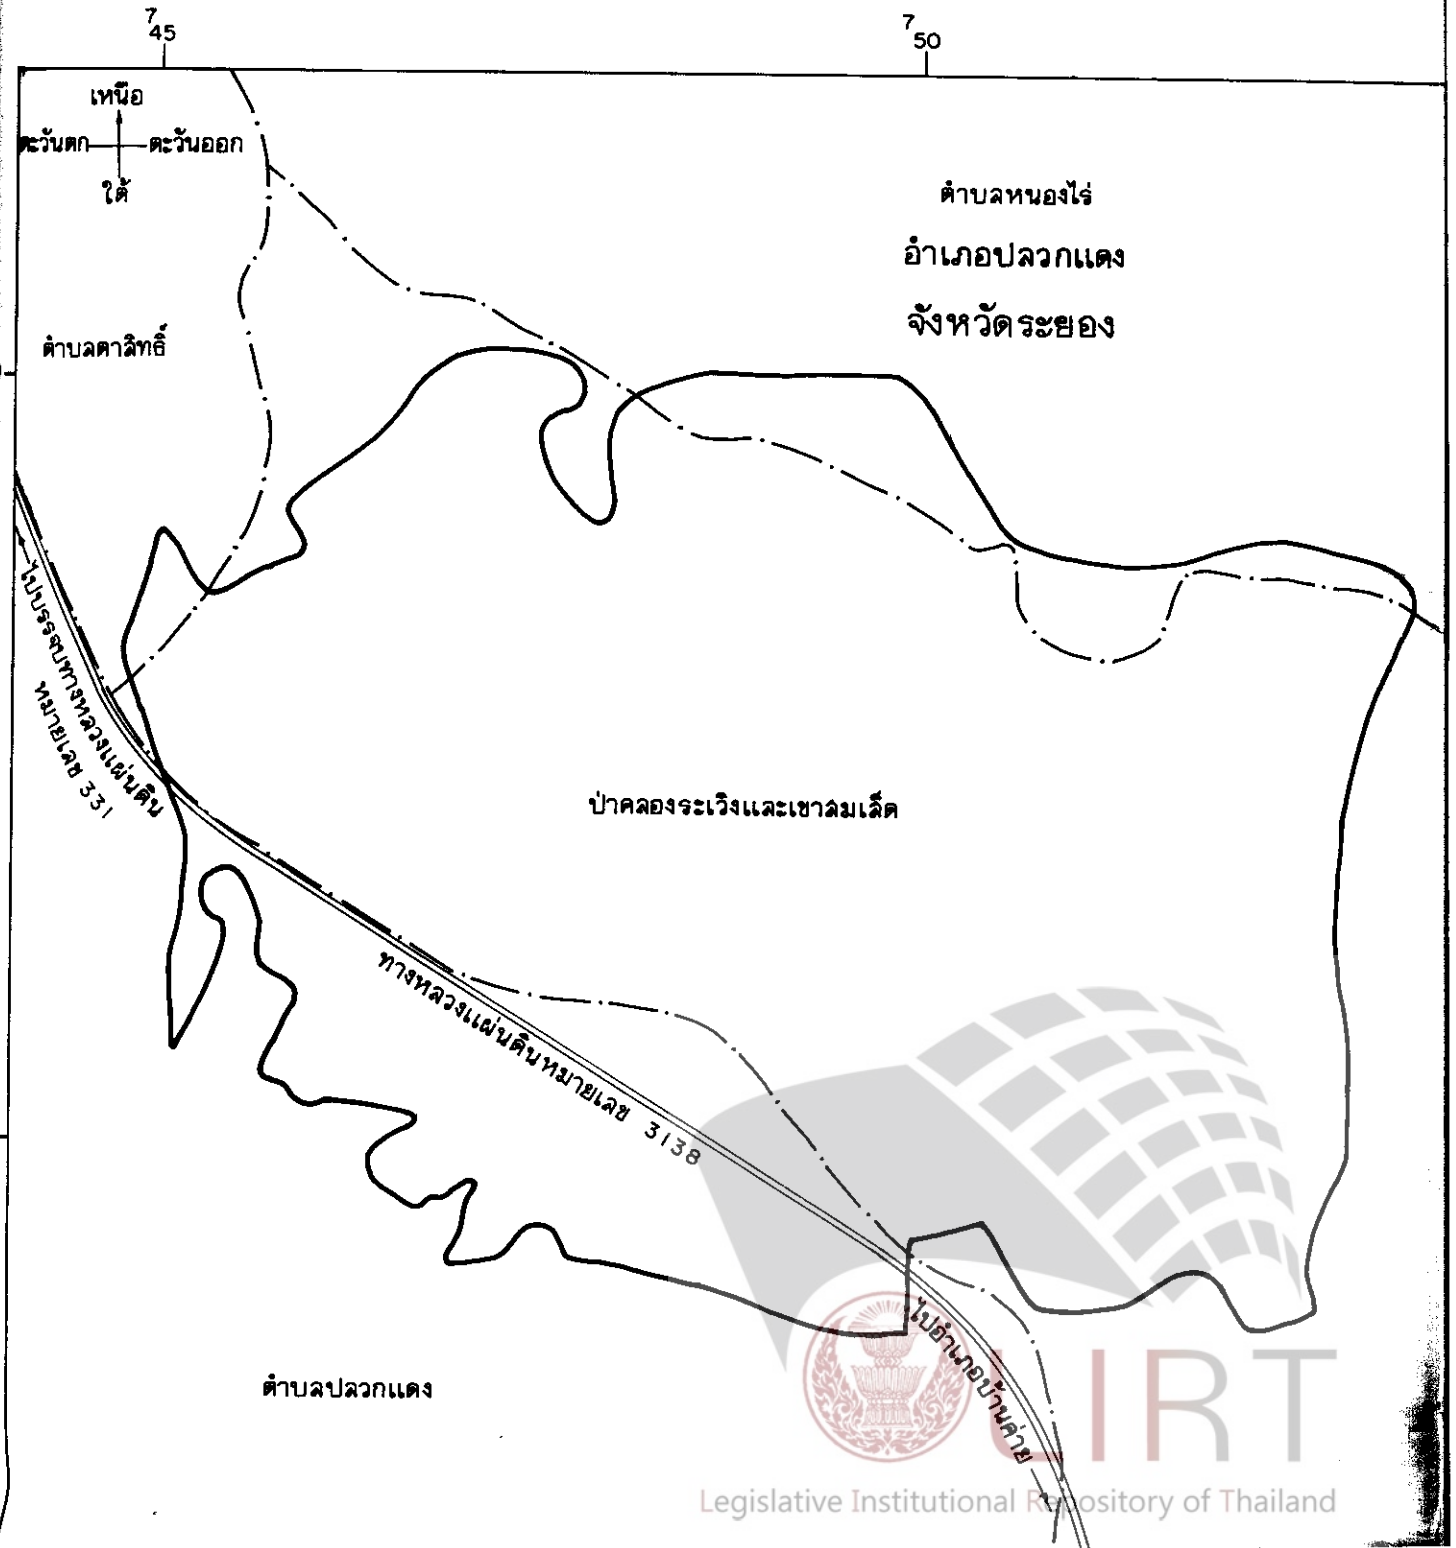 7
45
7
50
เหนือ
ตะวันตก
ตะวันออก
ใต้
ตำบลหนองไร่
อำเภอปลวกแดง
จังหวัดระยอง
ตำบลตาสิทธิ์
ไปบรรจบทางหลวงแผ่นดิน
หมายเลข 331
ป่าคลองระเวิงและเขาสมเส็ด
ทางหลวงแผ่นดินหมายเลข 3138
ไปอำเภอบ้านค่าย
ตำบลปลวกแดง
LIRT
Legislative Institutional Repository of Thailand